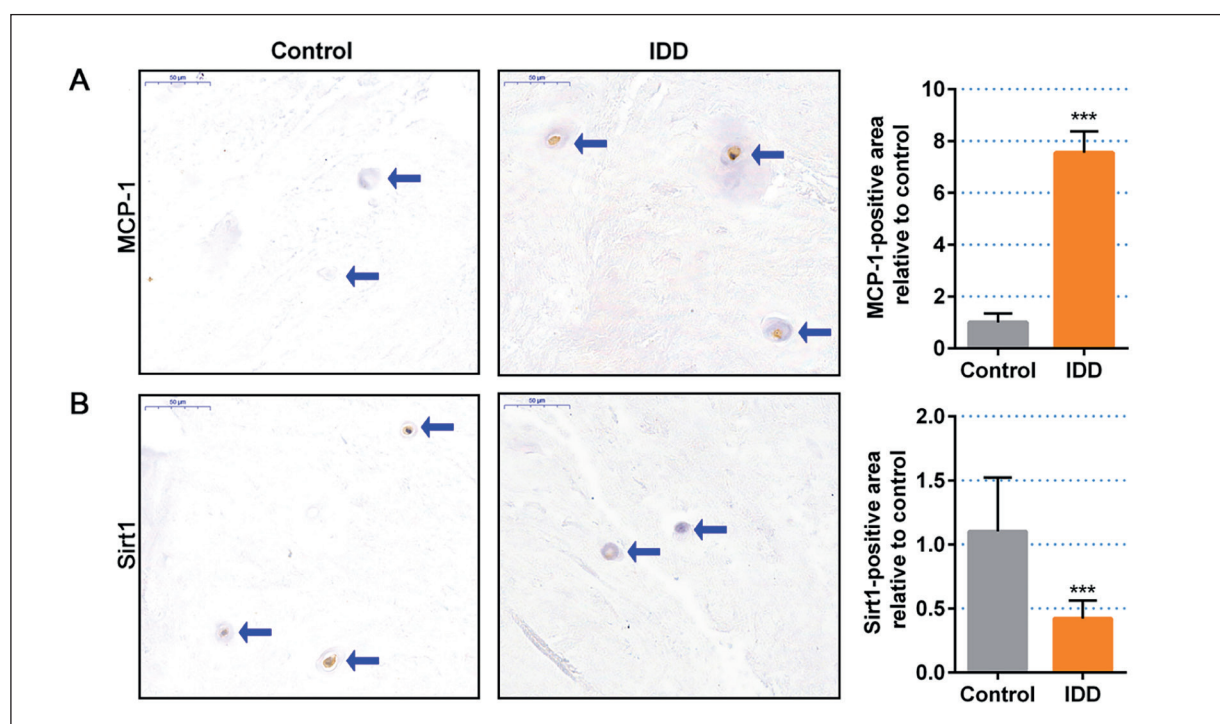 Control
IDD
A
MCP-1
50 µm
50 µm
MCP-1-positive area
relative to control
10
8
6
4
2
0
***
Control
IDD
B
Sirt1
50 µm
50 µm
Sirt1-positive area
relative to control
2.0
1.5
1.0
0.5
0.0
***
Control
IDD